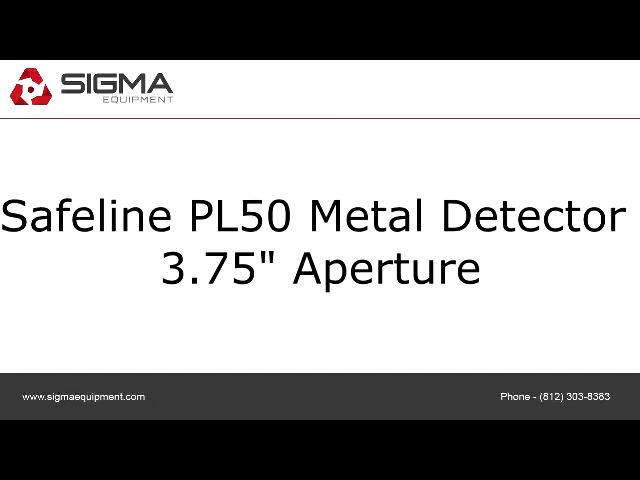 SIGMA
EQUIPMENT
Safeline PL50 Metal Detector
3.75" Aperture
www.sigmaequipment.com
Phone - (812) 303-8383